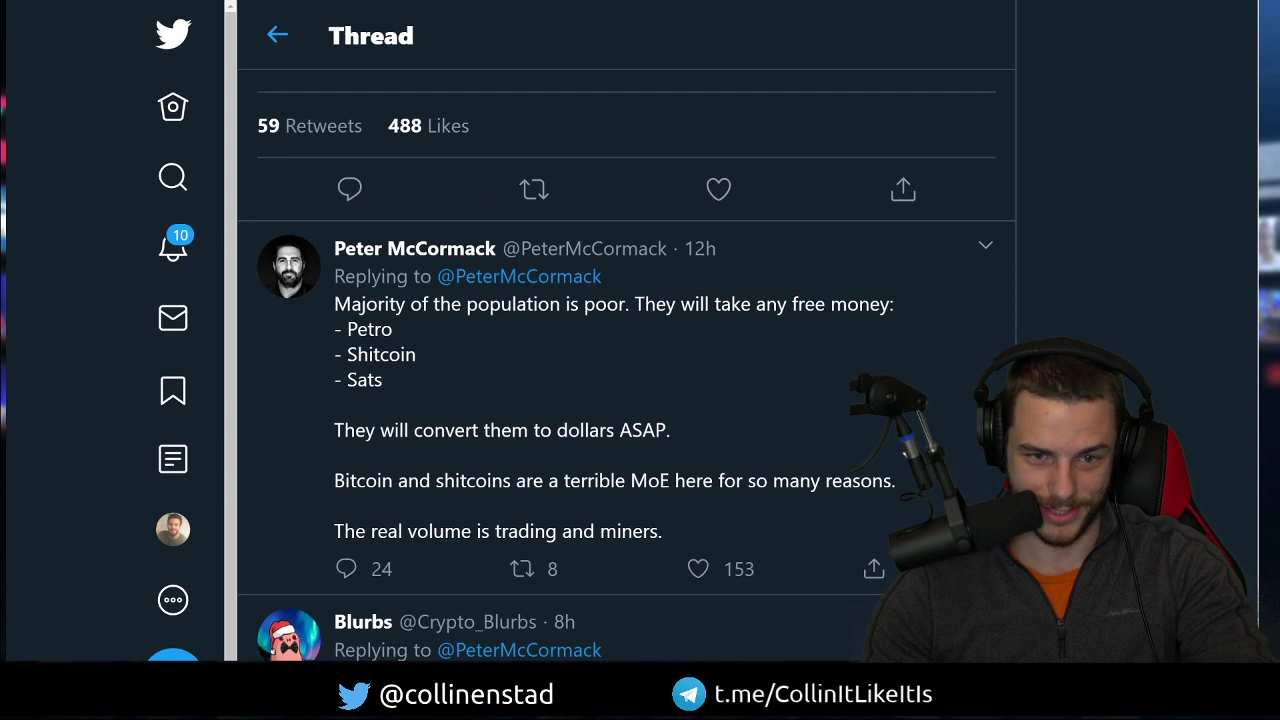 Thread
59 Retweets 488 Likes
10
Peter McCormack @PeterMcCormack · 12h
Replying to @PeterMcCormack
Majority of the population is poor. They will take any free money:
- Petro
- Shitcoin
- Sats
They will convert them to dollars ASAP.
Bitcoin and shitcoins are a terrible MoE here for so many reasons.
The real volume is trading and miners.
24 8 153
Blurbs @Crypto_Blurbs · 8h
Replying to @PeterMcCormack
@collinenstad t.me/CollinItLikeItIs